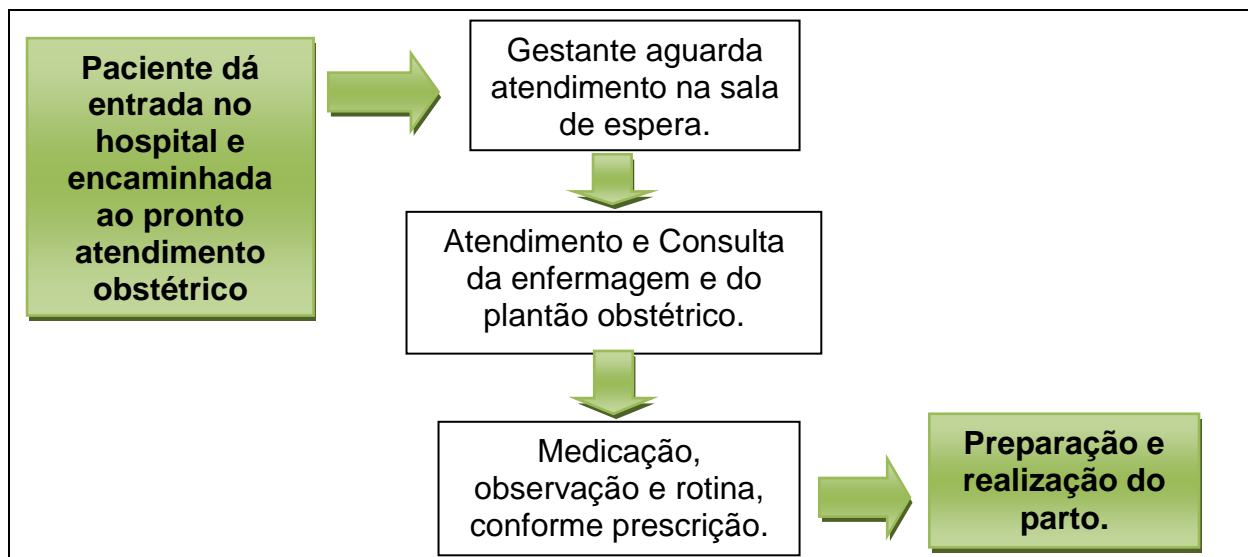 Paciente dá
entrada no
hospital e
encaminhada
ao pronto
atendimento
obstétrico
Gestante aguarda
atendimento na sala
de espera.
Atendimento e Consulta
da enfermagem e do
plantão obstétrico.
Medicação,
observação e rotina,
conforme prescrição.
Preparação e
realização do
parto.